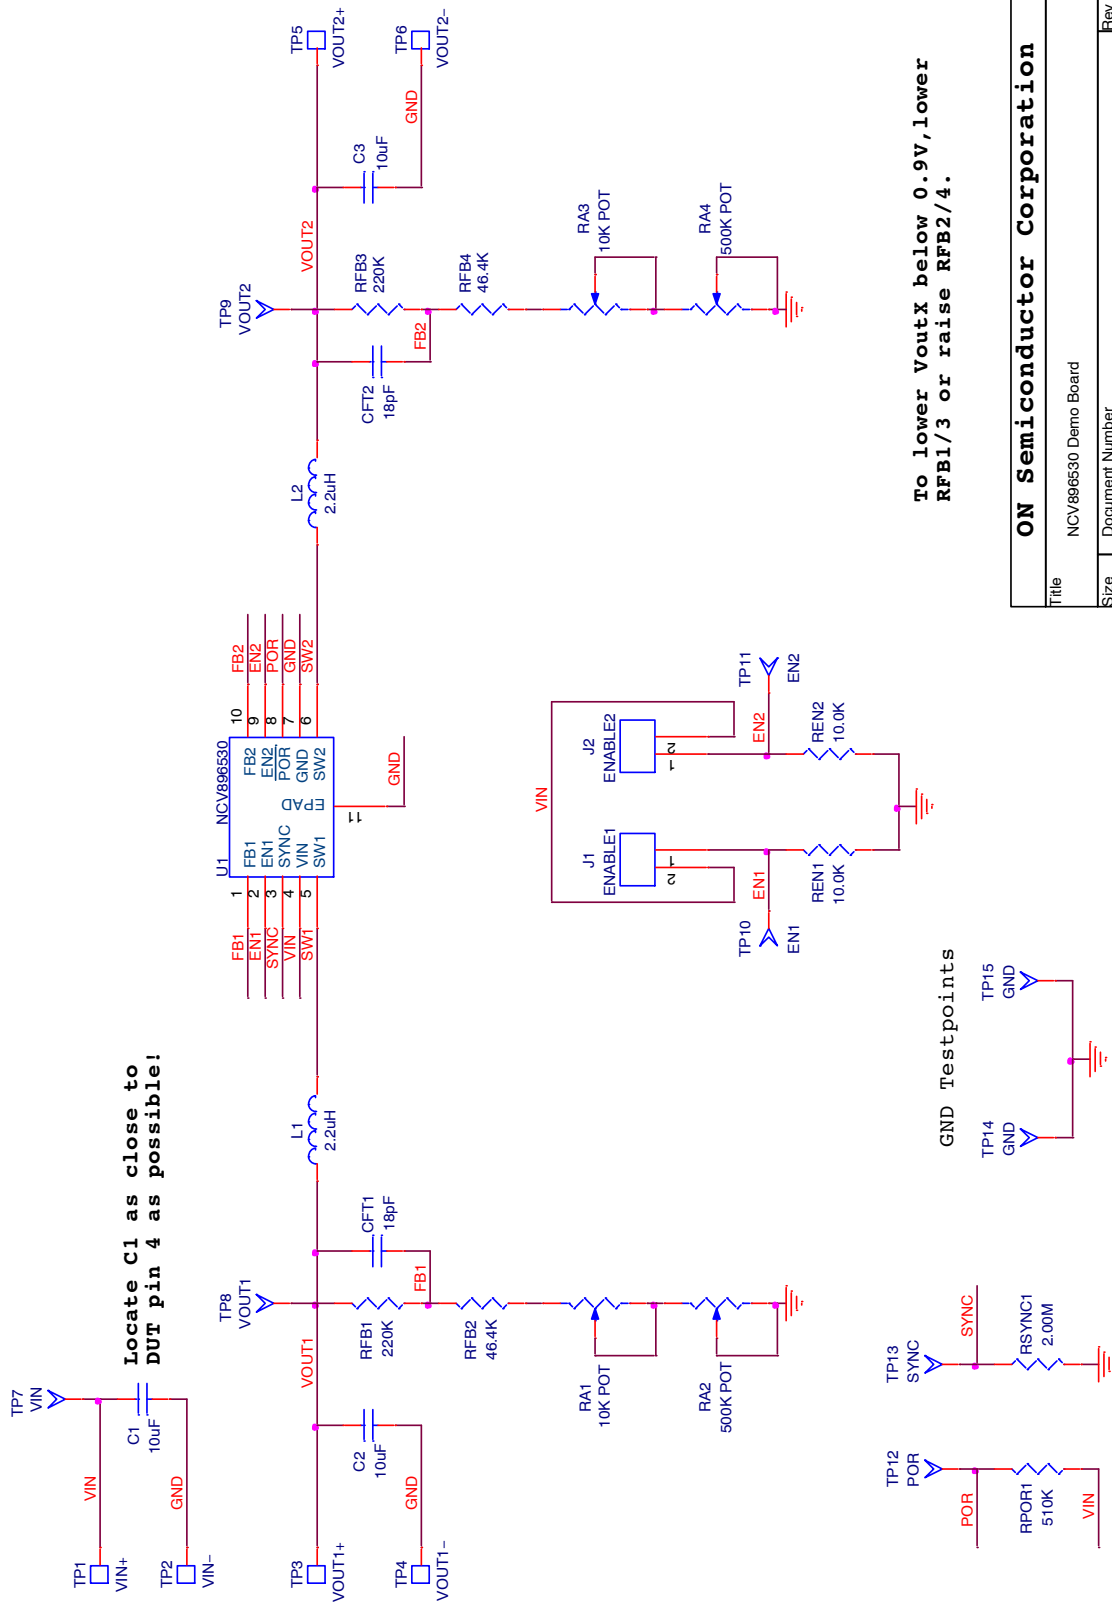 TP1
VIN+
VIN
TP7
VIN
C1
10uF
GND
TP2
VIN-
Locate C1 as close to
DUT pin 4 as possible!
TP3
VOUT1+
C2
10uF
GND
TP4
VOUT1-
VOUT1
TP8
VOUT1
RFB1
220K
CFT1
18pF
FB1
RFB2
46.4K
RA1
10K POT
RA2
500K POT
L1
2.2uH
U1
NCV896530
FB1
1
FB1
EN1
2
EN1
SYNC
3
SYNC
VIN
4
VIN
SW1
5
SW1
FB2
10
FB2
EN2
9
EN2
POR
8
POR
GND
7
GND
SW2
6
SW2
EPAD
11
GND
L2
2.2uH
TP9
VOUT2
VOUT2
CFT2
18pF
RFB3
220K
FB2
RFB4
46.4K
RA3
10K POT
RA4
500K POT
C3
10uF
GND
TP5
VOUT2+
TP6
VOUT2-
VIN
J1
ENABLE1
2
1
J2
ENABLE2
1
2
TP10
EN1
EN1
REN1
10.0K
EN2
TP11
EN2
REN2
10.0K
TP12
POR
POR
RPOR1
510K
VIN
TP13
SYNC
SYNC
RSYNC1
2.00M
GND Testpoints
TP14
GND
TP15
GND
To lower VoutX below 0.9V,lower
RFB1/3 or raise RFB2/4.
ON Semiconductor Corporation
Title
NCV896530 Demo Board
Size
Document Number
Rev